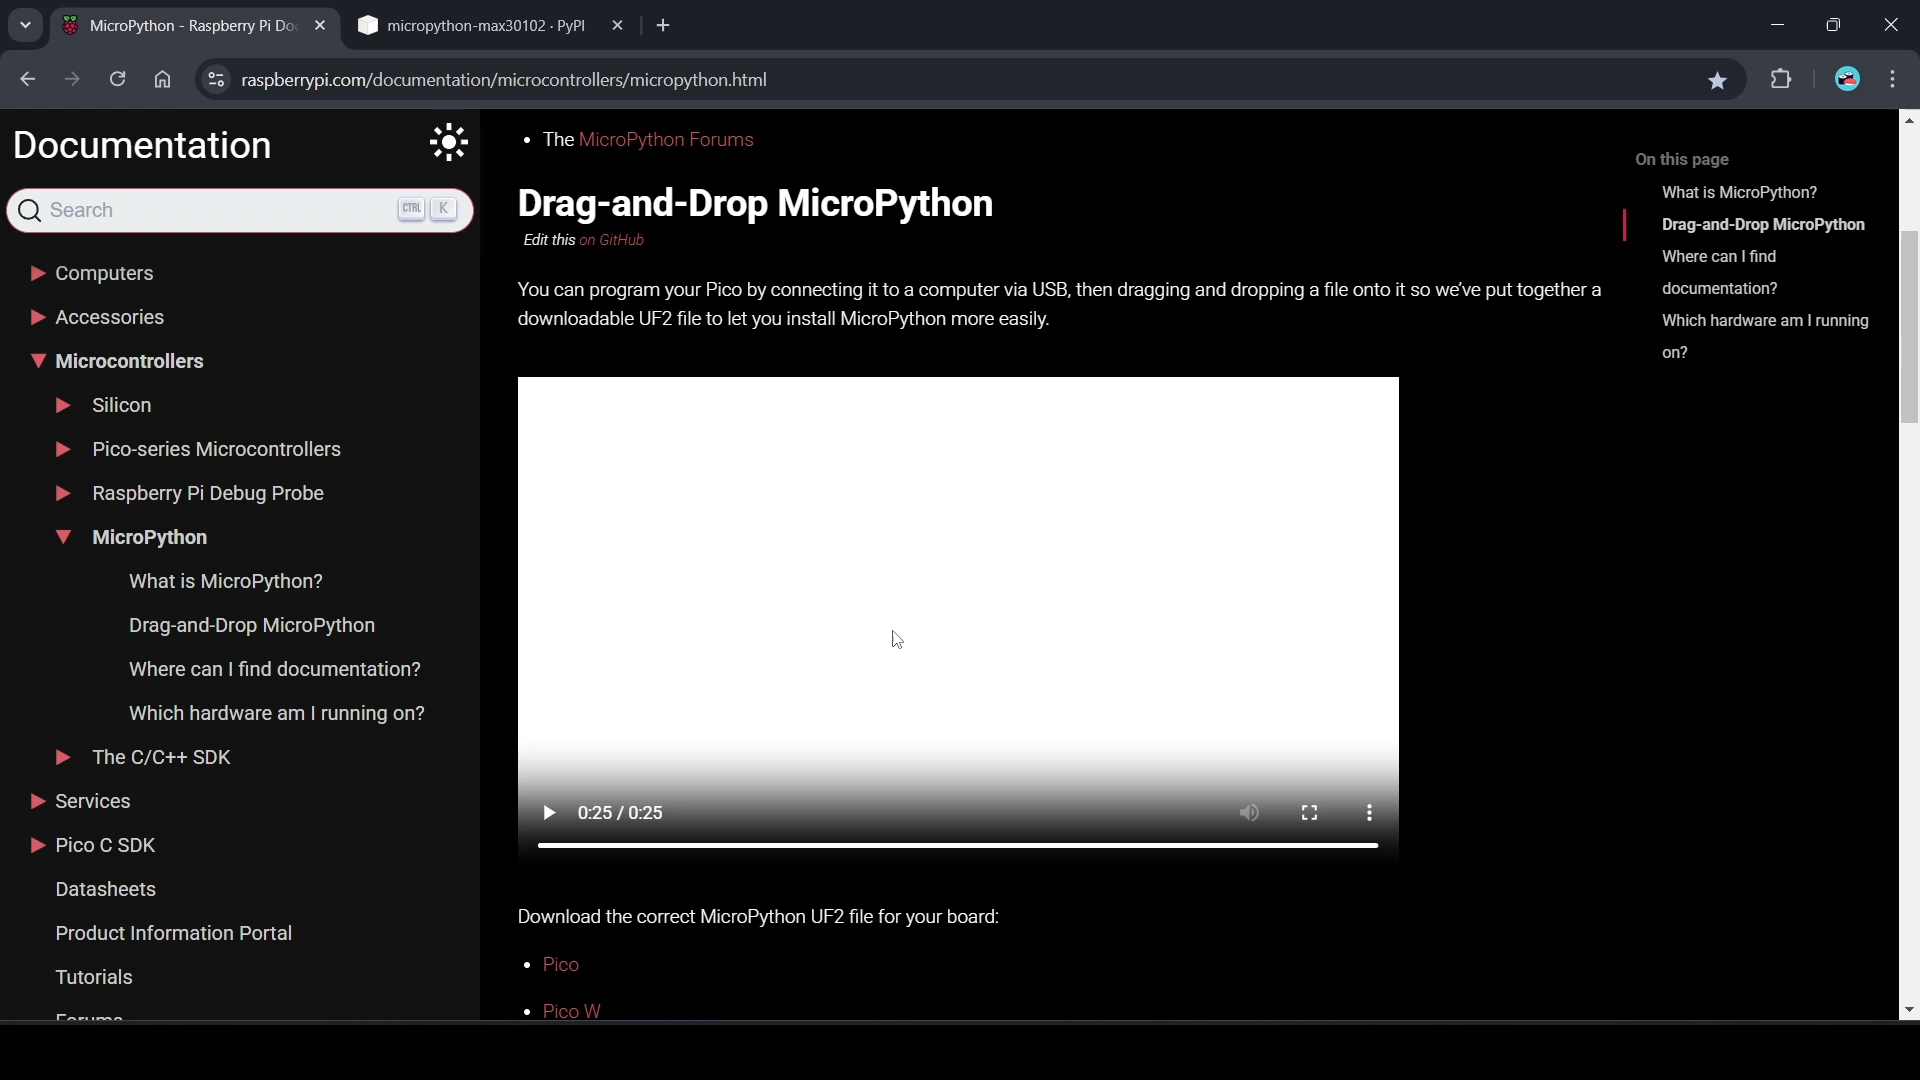 MicroPython - Raspberry Pi Do
micropython-max30102 · PyPI
raspberrypi.com/documentation/microcontrollers/micropython.html
Documentation
Search
CTRL K
Computers
Accessories
Microcontrollers
Silicon
Pico-series Microcontrollers
Raspberry Pi Debug Probe
MicroPython
What is MicroPython?
Drag-and-Drop MicroPython
Where can I find documentation?
Which hardware am I running on?
The C/C++ SDK
Services
Pico C SDK
Datasheets
Product Information Portal
Tutorials
Forums
The MicroPython Forums
Drag-and-Drop MicroPython
Edit this on GitHub
You can program your Pico by connecting it to a computer via USB, then dragging and dropping a file onto it so we've put together a
downloadable UF2 file to let you install MicroPython more easily.
0:25 / 0:25
Download the correct MicroPython UF2 file for your board:
Pico
Pico W
On this page
What is MicroPython?
Drag-and-Drop MicroPython
Where can I find
documentation?
Which hardware am I running
on?